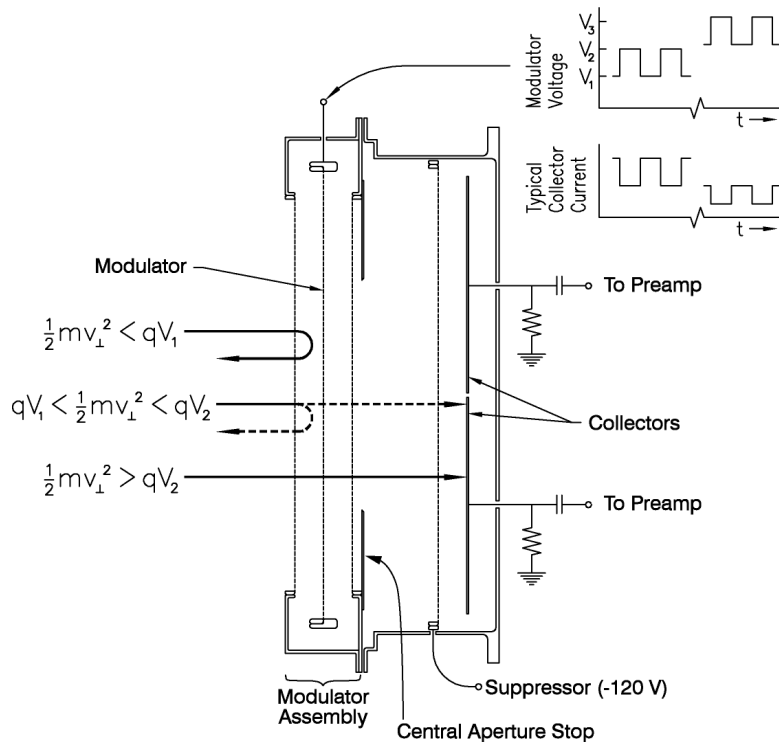 Modulator
Voltage
V₃
V₂
V₁
t
Typical
Collector
Current
t
Modulator
To Preamp
½mv⊥² < qV₁
qV₁ < ½mv⊥² < qV₂
Collectors
½mv⊥² > qV₂
To Preamp
Suppressor (-120 V)
Modulator
Assembly
Central Aperture Stop